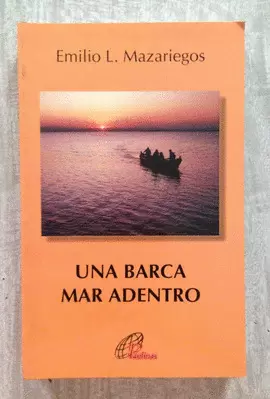 Emilio L. Mazariegos
UNA BARCA
MAR ADENTRO
Paulinas